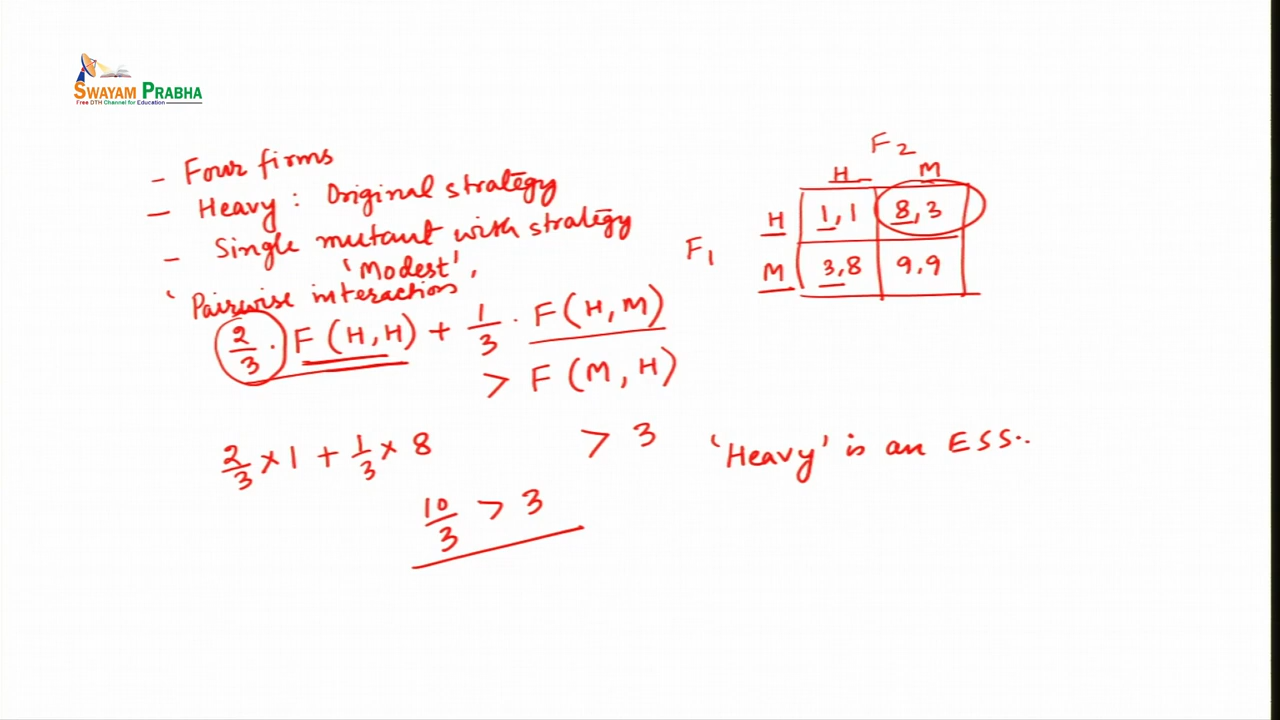 SWAYAM PRABHA
Free DTH Channel for Education
- Four firms
- Heavy : Original strategy
- Single mutant with strategy
'Modest',
' Pairwise interaction
2/3 · F (H, H) + 1/3 · F (H, M)
> F (M, H)
2/3 × 1 + 1/3 × 8 > 3
10/3 > 3
F2
H M
F1
H 1,1 8,3
M 3,8 9,9
'Heavy' is an ESS..